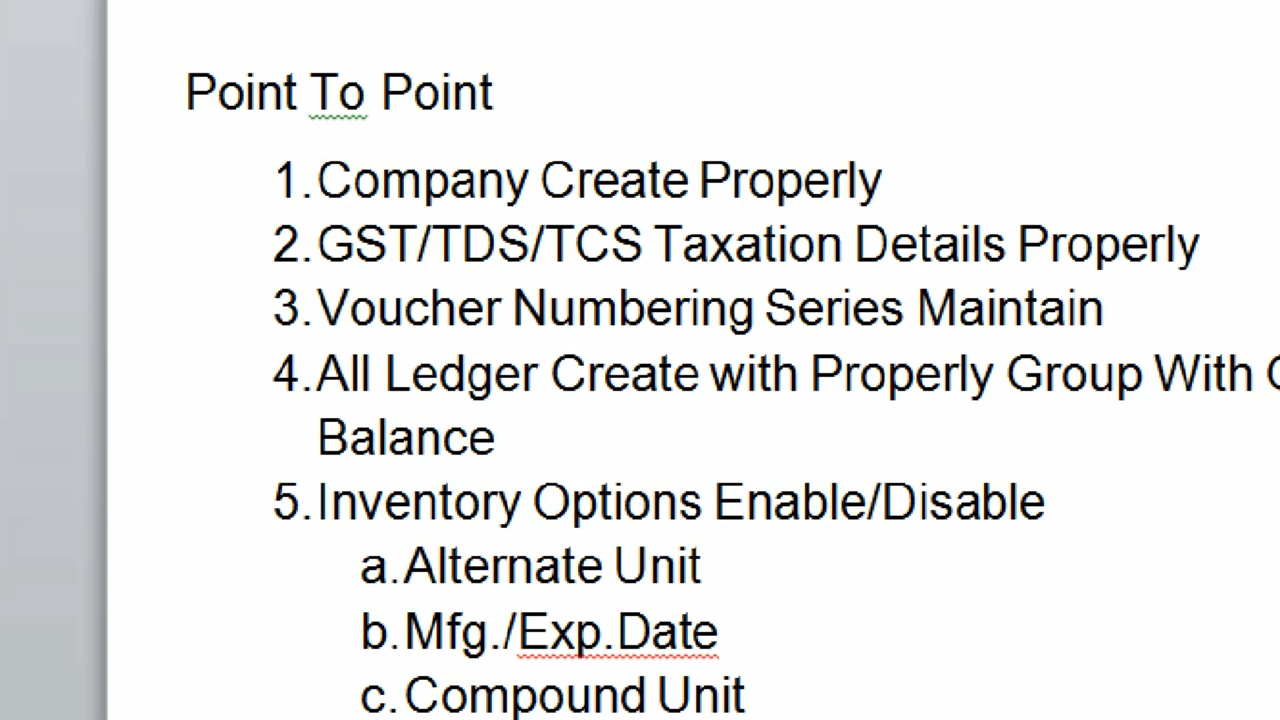 Point To Point
1.Company Create Properly
2.GST/TDS/TCS Taxation Details Properly
3.Voucher Numbering Series Maintain
4.All Ledger Create with Properly Group With
Balance
5.Inventory Options Enable/Disable
a.Alternate Unit
b.Mfg./Exp.Date
c.Compound Unit